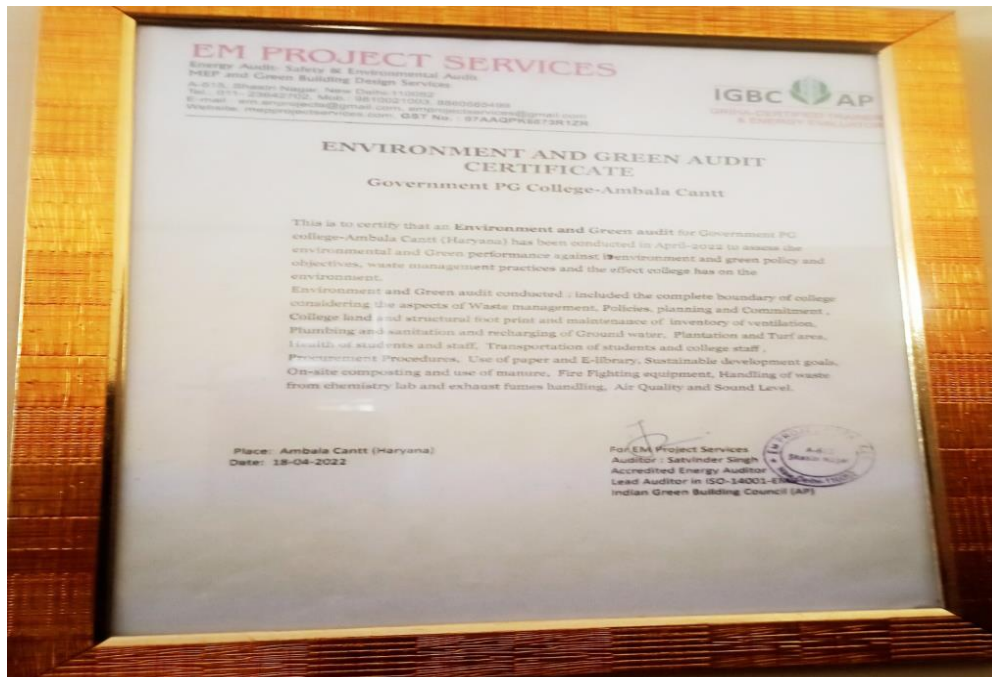 EM PROJECT SERVICES
Energy Audit- Safety & Environmental Audit
MEP and Green Building Design Services
Shastri Nagar, New Delhi-110052
IGBC AP
GRIHA CERTIFIED TRAINER
& ENERGY EVALUATOR
ENVIRONMENT AND GREEN AUDIT
CERTIFICATE
Government PG College-Ambala Cantt
This is to certify that an Environment and Green audit for Government PG
college-Ambala Cantt (Haryana) has been conducted in April-2022 to assess the
environmental and Green performance against environment and green policy and
objectives, waste management practices and the effect college has on the
environment.
Environment and Green audit conducted : included the complete boundary of college
considering the aspects of Waste management, Policies, planning and Commitment ,
College land and structural foot print and maintenance of inventory of ventilation,
Plumbing and sanitation and recharging of Ground water, Plantation and Turf area,
Health of students and staff, Transportation of students and college staff ,
Procurement Procedures, Use of paper and E-library, Sustainable development goals,
On-site composting and use of manure, Fire Fighting equipment, Handling of waste
from chemistry lab and exhaust fumes handling, Air Quality and Sound Level.
Place: Ambala Cantt (Haryana)
Date: 18-04-2022
For EM Project Services
Auditor : Satvinder Singh
Accredited Energy Auditor
Lead Auditor in ISO-14001-
Indian Green Building Council (AP)